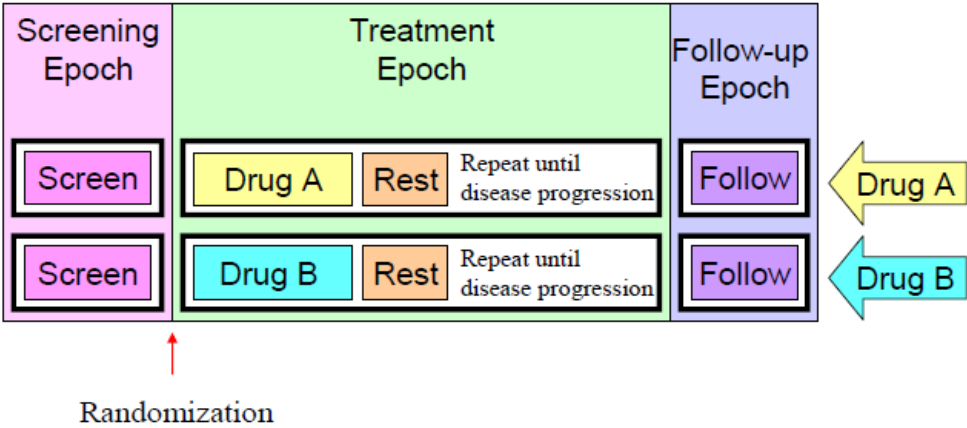 Screening
Epoch
Treatment
Epoch
Follow-up
Epoch
Screen
Drug A
Rest
Repeat until
disease progression
Follow
Drug A
Screen
Drug B
Rest
Repeat until
disease progression
Follow
Drug B
Randomization